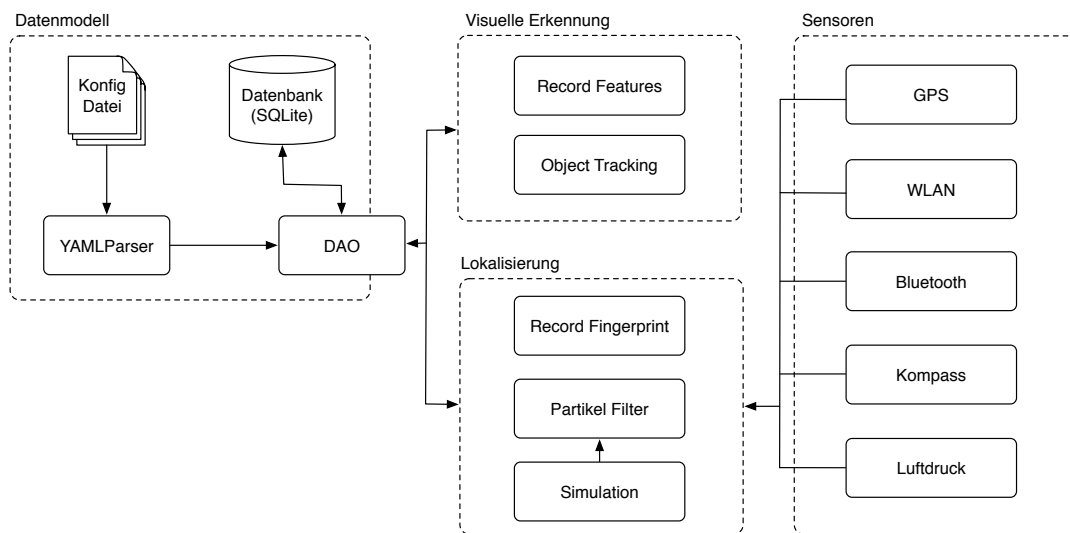 Datenmodell
Konfig
Datei
Datenbank
(SQLite)
YAMLParser
DAO
Visuelle Erkennung
Record Features
Object Tracking
Lokalisierung
Record Fingerprint
Partikel Filter
Simulation
Sensoren
GPS
WLAN
Bluetooth
Kompass
Luftdruck